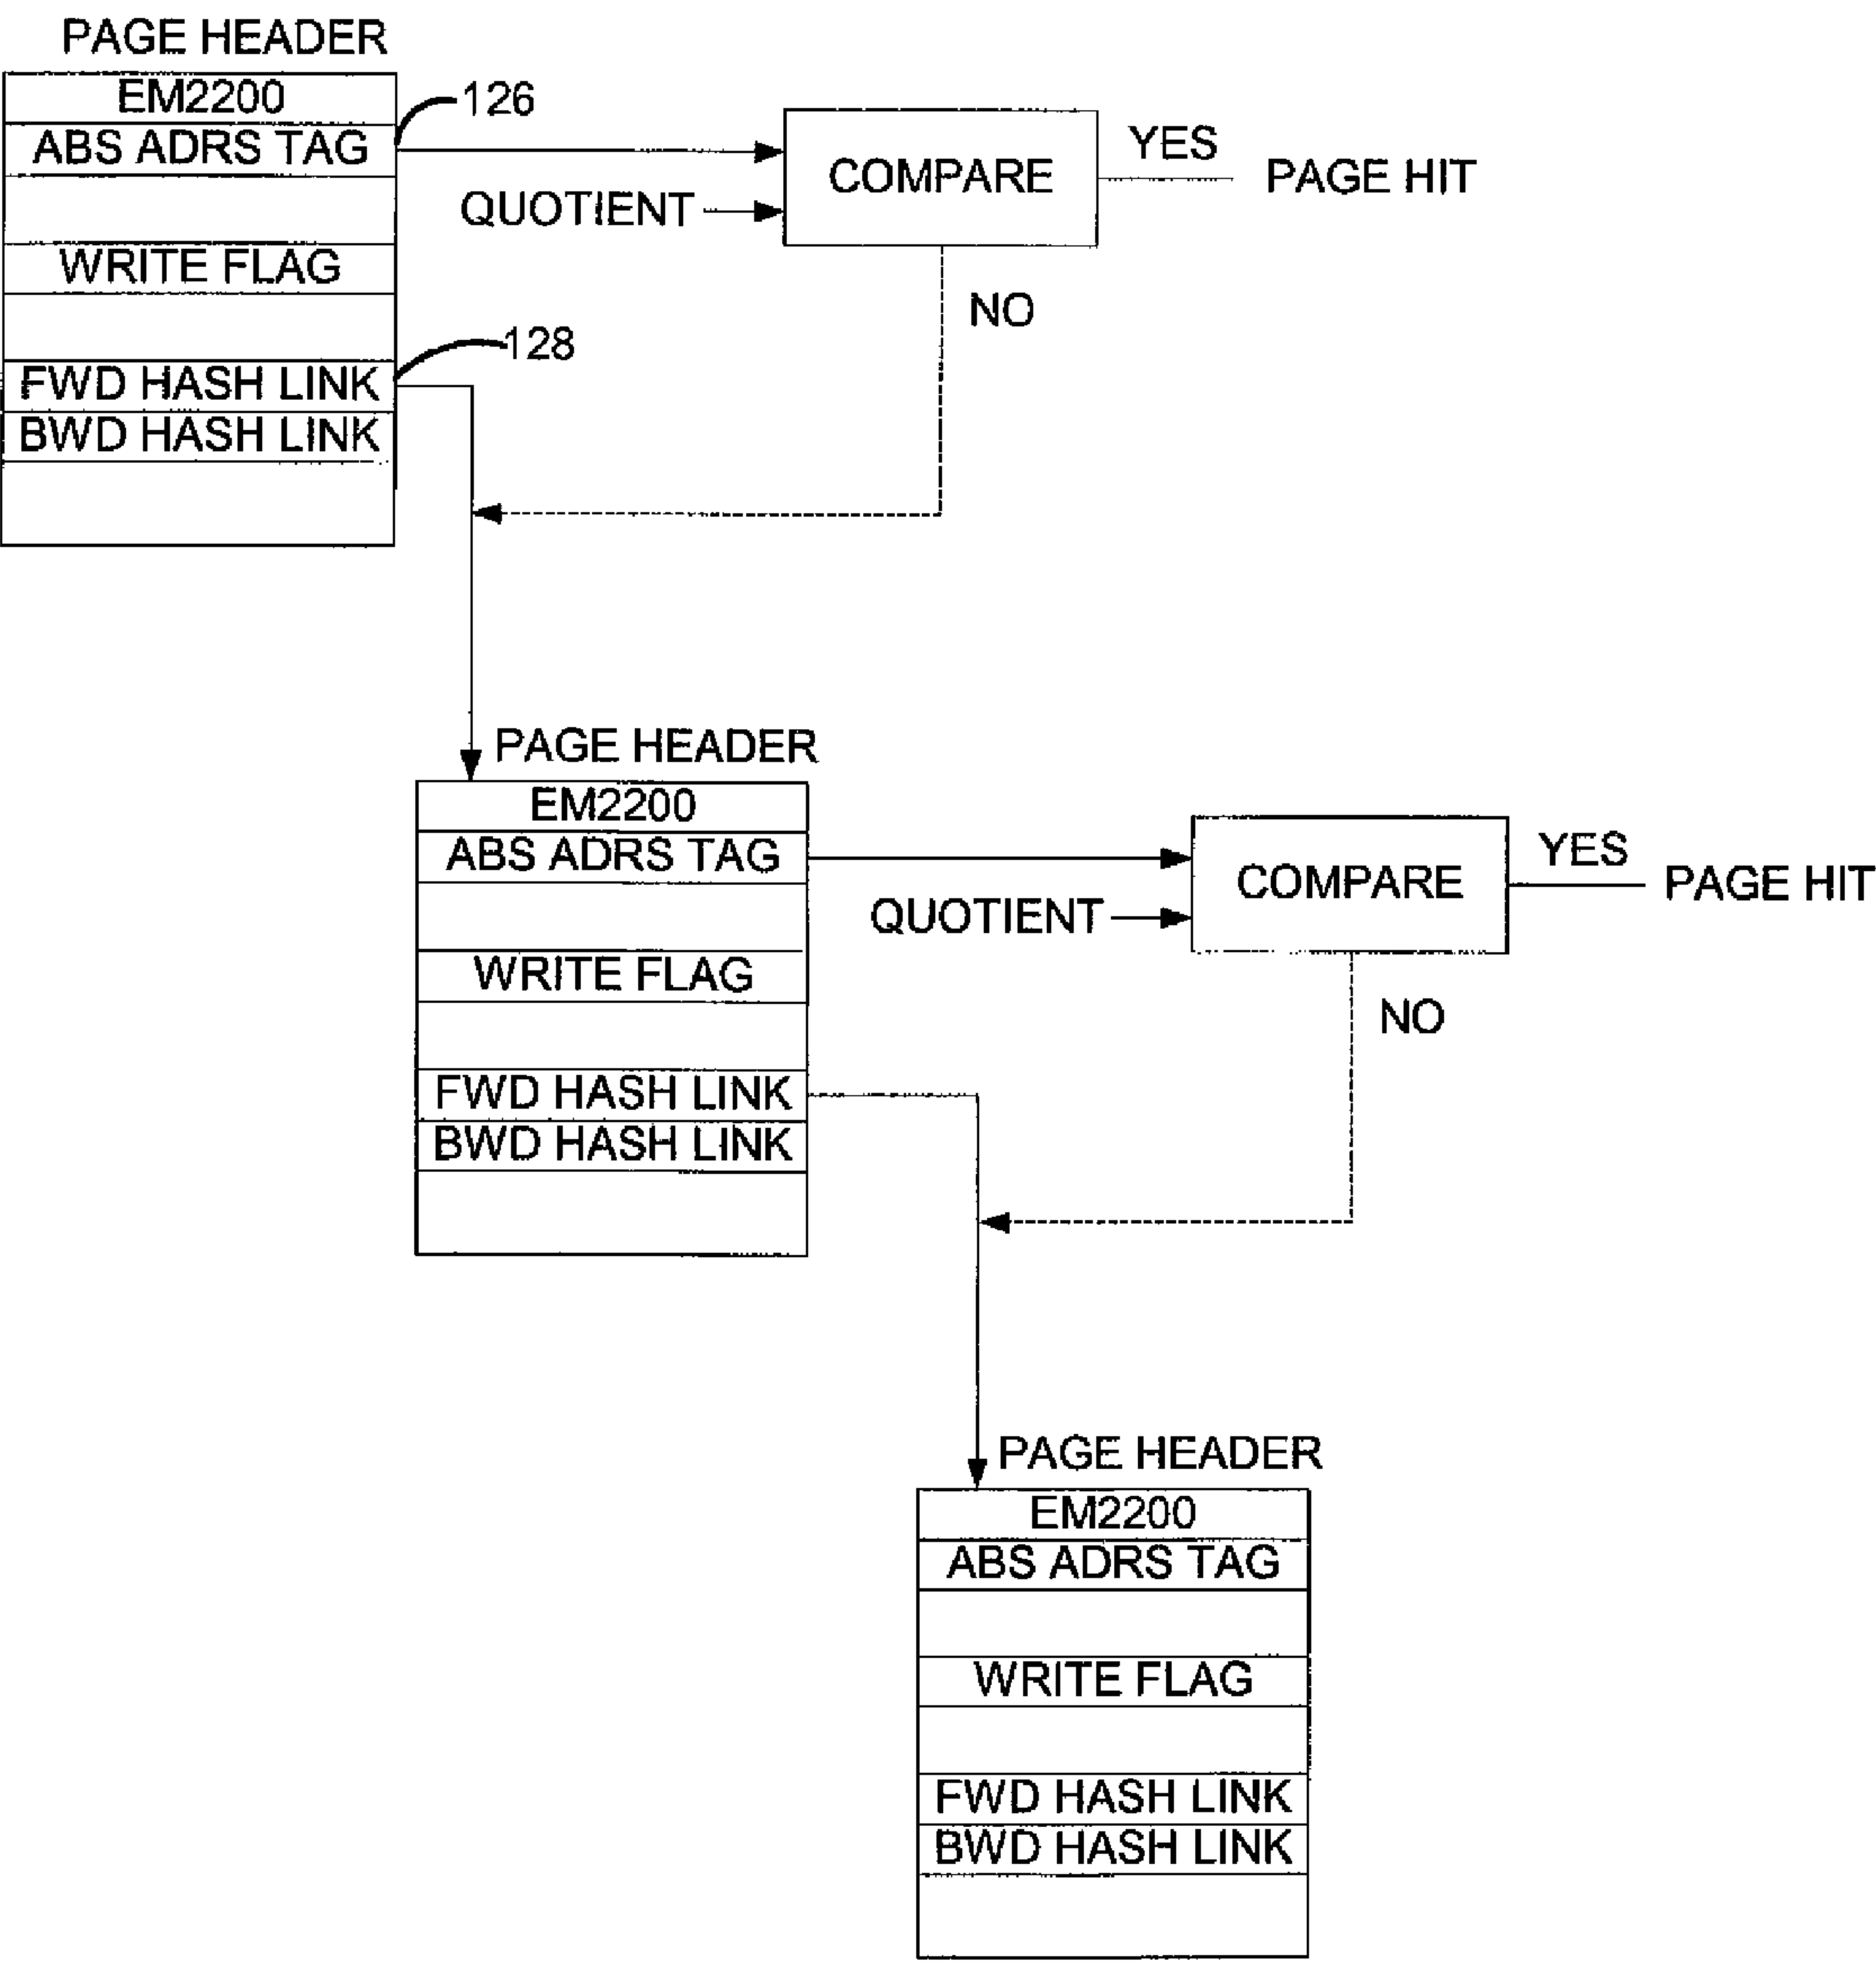 PAGE HEADER
EM2200
126
ABS ADRS TAG
COMPARE
YES
PAGE HIT
QUOTIENT
WRITE FLAG
NO
128
FWD HASH LINK
BWD HASH LINK
PAGE HEADER
EM2200
ABS ADRS TAG
COMPARE
YES
PAGE HIT
QUOTIENT
WRITE FLAG
NO
FWD HASH LINK
BWD HASH LINK
PAGE HEADER
EM2200
ABS ADRS TAG
WRITE FLAG
FWD HASH LINK
BWD HASH LINK